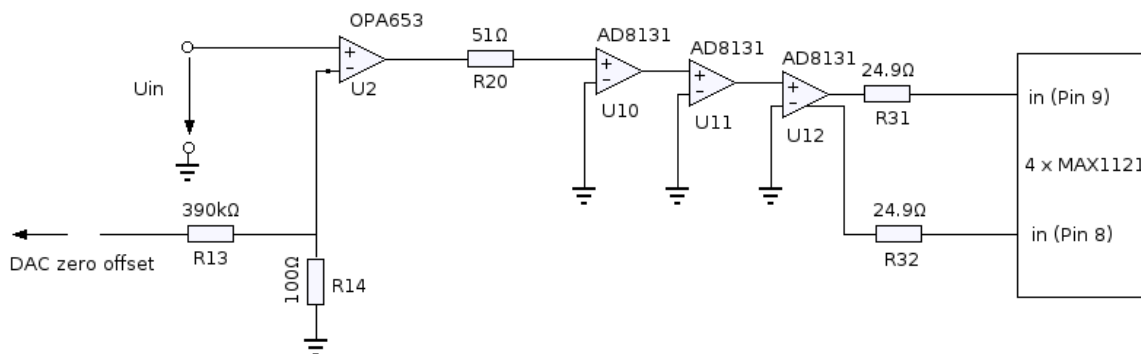 OPA653
51Ω
AD8131
AD8131
AD8131
24.9Ω
+
−
+
−
+
−
+
−
in (Pin 9)
U2
R20
U10
U11
U12
R31
Uin
4 x MAX1121
390kΩ
24.9Ω
in (Pin 8)
DAC zero offset
R13
100Ω
R14
R32